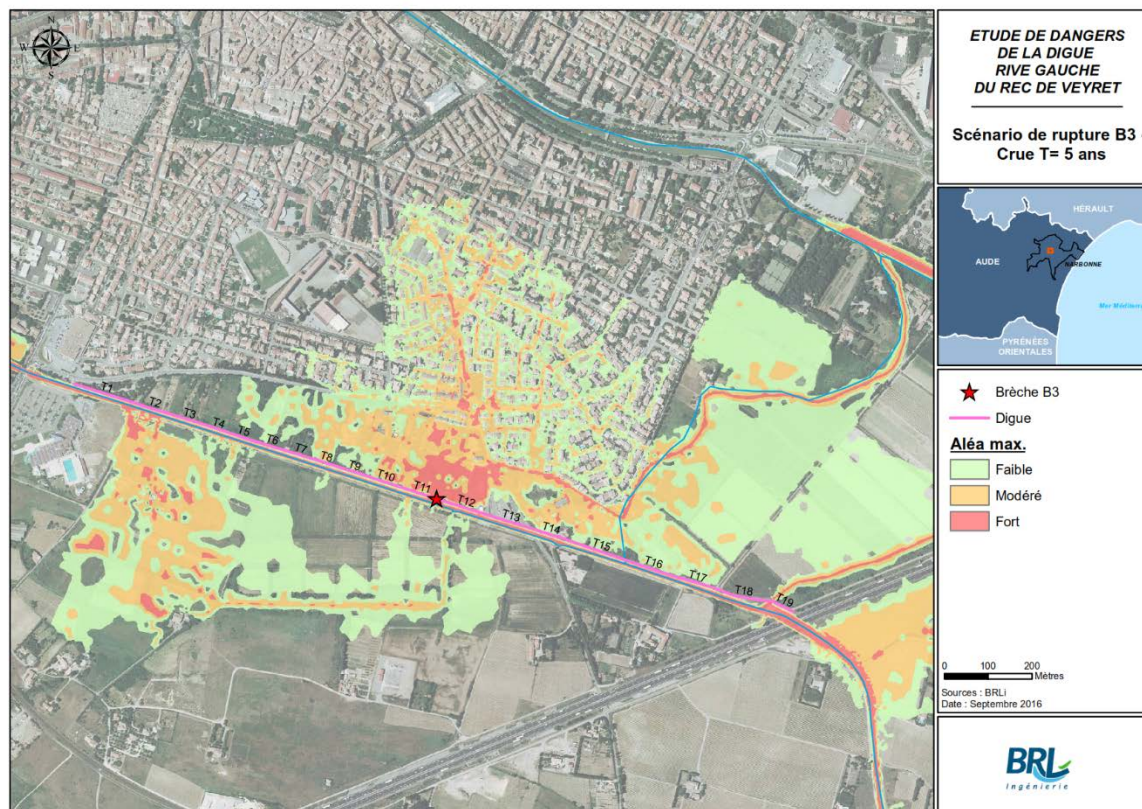 N
W E
S
T1
T2
T3
T4
T5
T6
T7
T8
T9
T10
T11
T12
T13
T14
T15
T16
T17
T18
T19
ETUDE DE DANGERS
DE LA DIGUE
RIVE GAUCHE
DU REC DE VEYRET
Scénario de rupture B3
Crue T= 5 ans
HÉRAULT
AUDE
NARBONNE
Mer
PYRÉNÉES
ORIENTALES
Brèche B3
Digue
Aléa max.
Faible
Modéré
Fort
0 100 200
Mètres
Sources : BRLi
Date : Septembre 2016
BRL
Ingénierie